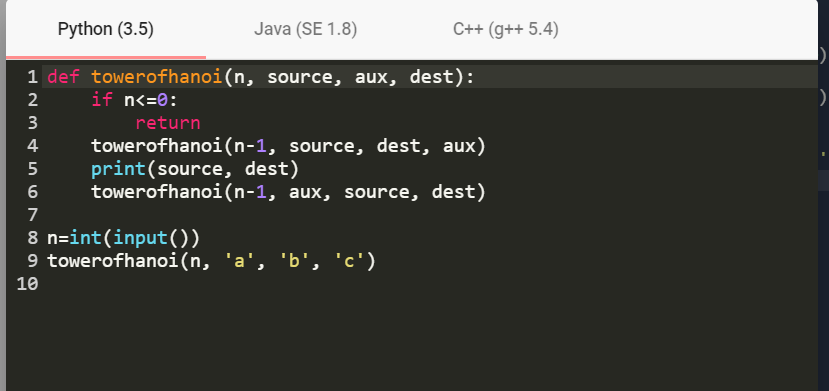 Python (3.5) Java (SE 1.8) C++ (g++ 5.4)
1 def towerofhanoi(n, source, aux, dest):
2     if n<=0:
3         return
4     towerofhanoi(n-1, source, dest, aux)
5     print(source, dest)
6     towerofhanoi(n-1, aux, source, dest)
7
8 n=int(input())
9 towerofhanoi(n, 'a', 'b', 'c')
10
)
)
'